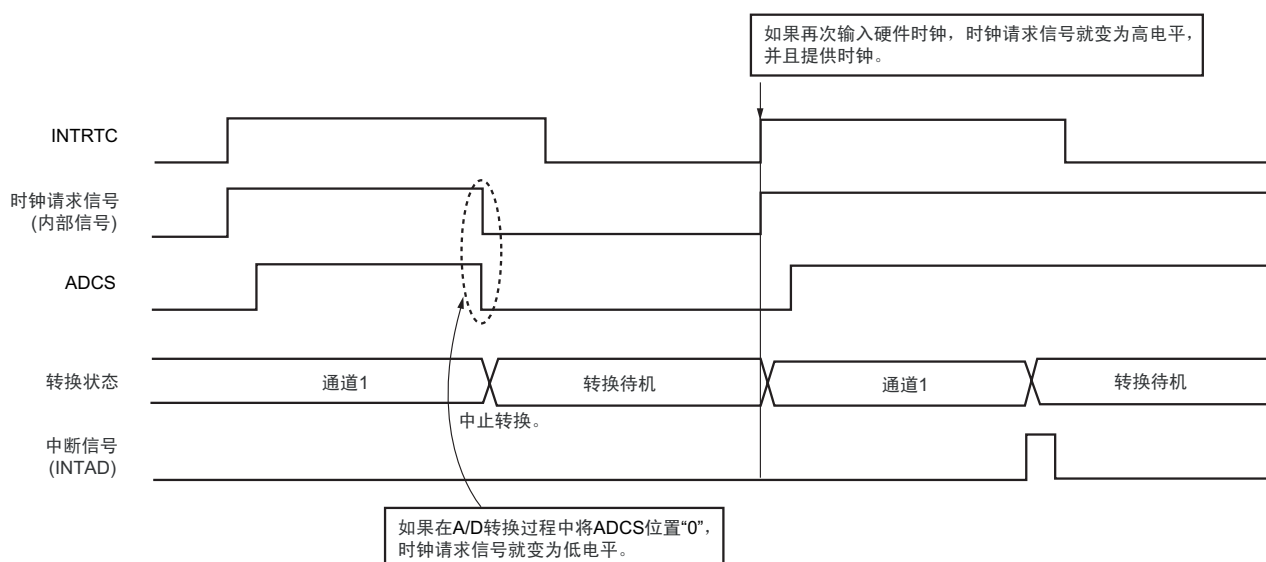 如果再次输入硬件时钟，时钟请求信号就变为高电平，
并且提供时钟。
INTRTC
时钟请求信号
(内部信号)
ADCS
转换状态
通道1
转换待机
通道1
转换待机
中止转换。
中断信号
(INTAD)
如果在A/D转换过程中将ADCS位置“0”，
时钟请求信号就变为低电平。